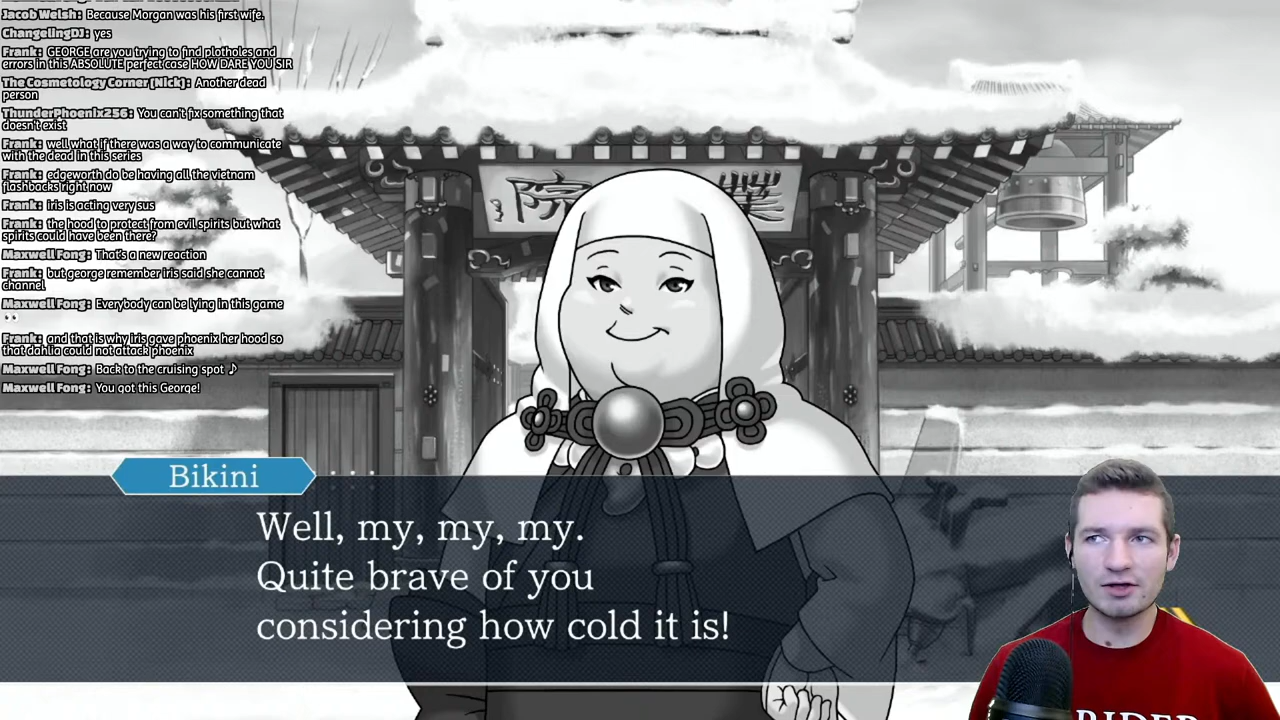 Jacob Welsh: Because Morgan was his first wife.
ChangelingDJ: yes
Frank: GEORGE are you trying to find plotholes and
errors in this ABSOLUTE perfect case HOW DARE YOU SIR
The Cosmetology Corner (Nick): Another dead
person
ThunderPhoenix256: You can't fix something that
doesn't exist
Frank: well what if there was a way to communicate
with the dead in this series
Frank: edgeworth do be having all the vietnam
flashbacks right now
Frank: iris is acting very sus
Frank: the hood to protect from evil spirits but what
spirits could have been there?
Maxwell Fong: That's a new reaction
Frank: but george remember iris said she cannot
channel
Maxwell Fong: Everybody can be lying in this game
👀
Frank: and that is why iris gave phoenix her hood so
that dahlia could not attack phoenix
Maxwell Fong: Back to the cruising spot ♪
Maxwell Fong: You got this George!
院 業
Bikini
Well, my, my, my.
Quite brave of you
considering how cold it is!
RIDER